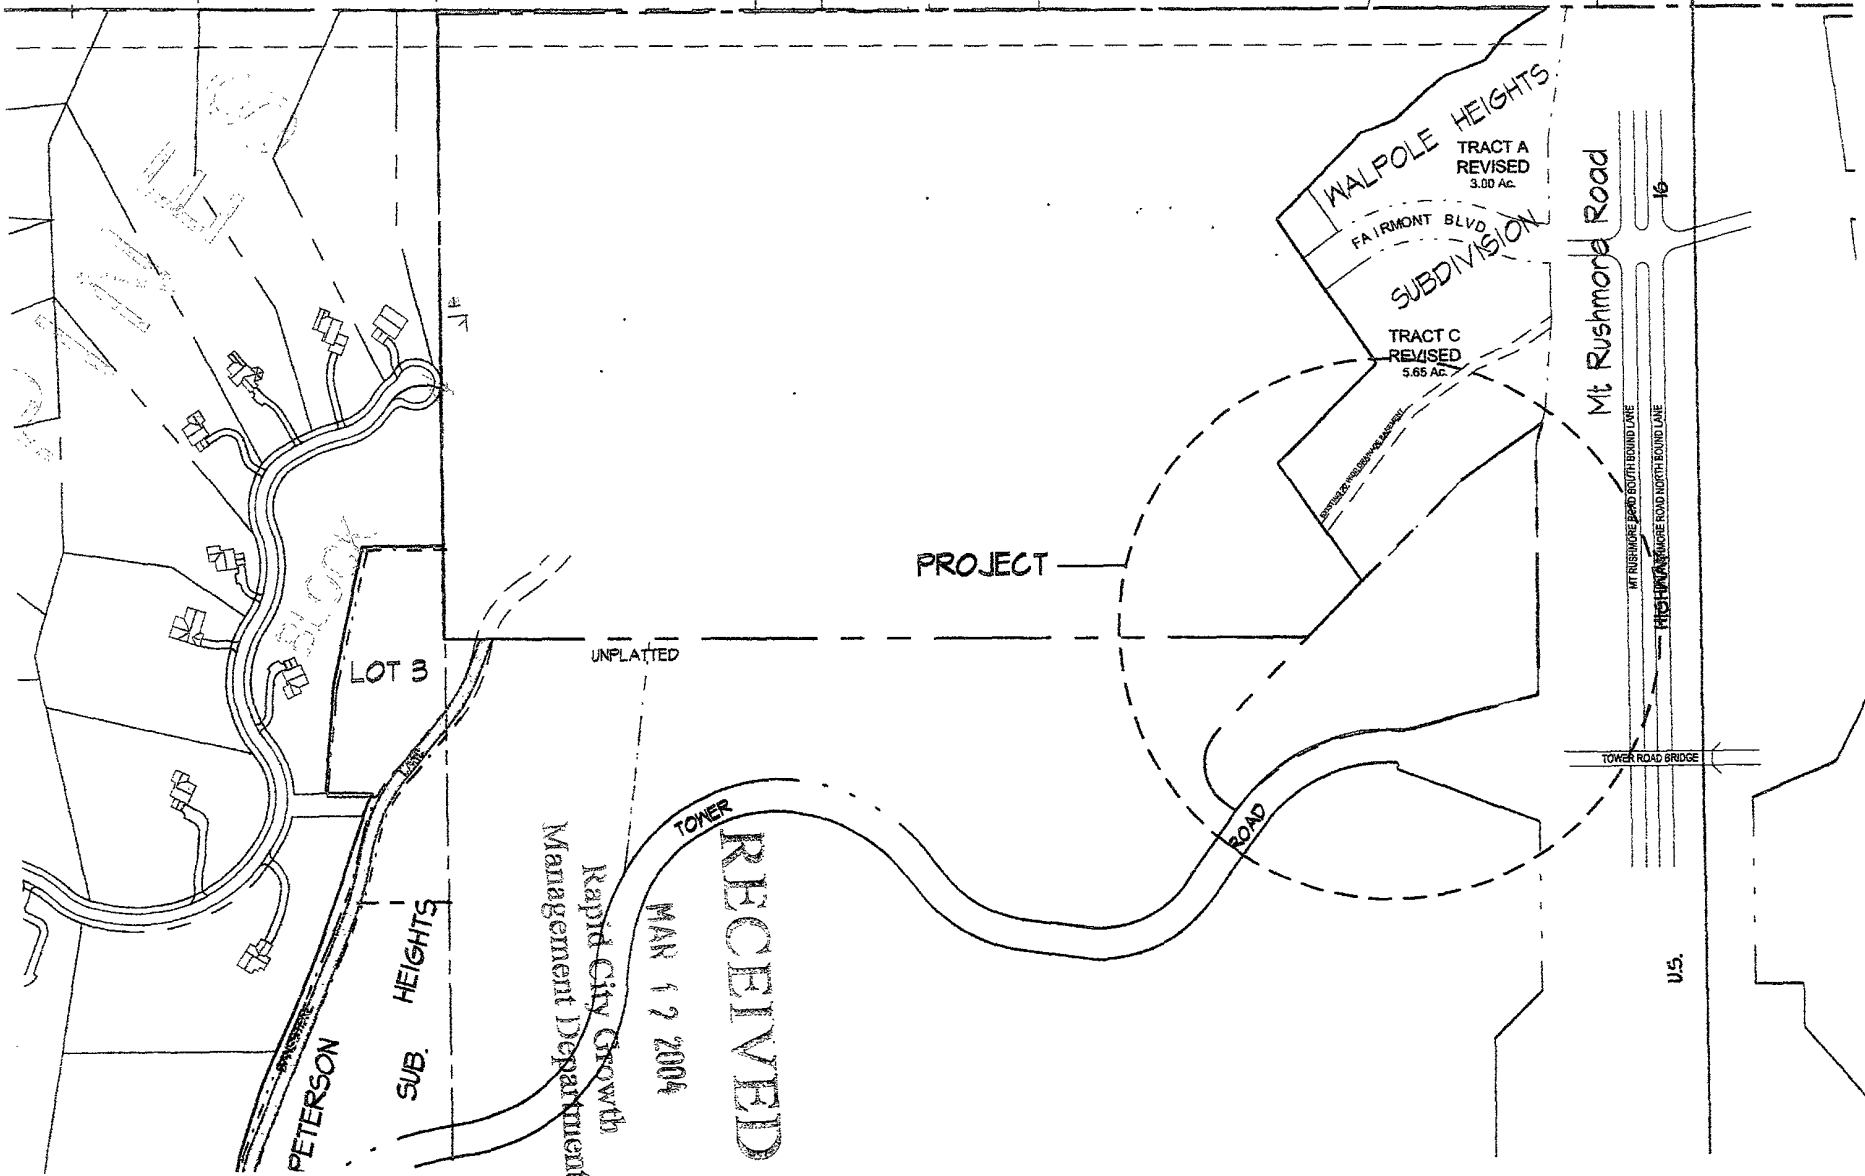 WALPOLE HEIGHTS
SUBDIVISION
TRACT A
REVISED
3.00 Ac.
FAIRMONT BLVD
TRACT C
REVISED
5.65 Ac.
Mt Rushmore Road
16
MT RUSHMORE ROAD SOUTH BOUND LANE
MT RUSHMORE ROAD NORTH BOUND LANE
HIGHWAY
PROJECT
UNPLATTED
BLOCK
LOT 3
LANE
TOWER
ROAD
TOWER ROAD BRIDGE
U.S.
PETERSON
HEIGHTS
SUB.
RECEIVED
MAR 12 2004
Rapid City Growth
Management Department